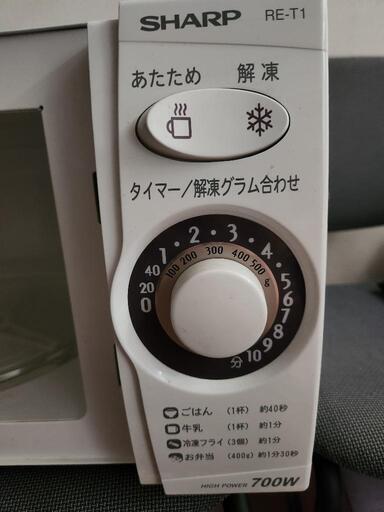 SHARP RE-T1
あたため 解凍
タイマー/解凍グラム合わせ
0 20 40 1 2 3 4 5 6 7 8 9 10 分
100 200 300 400 500 g
ごはん (1杯) 約40秒
牛乳 (1杯) 約1分
冷凍フライ (3個) 約1分
お弁当 (400g) 約1分30秒
HIGH POWER 700W